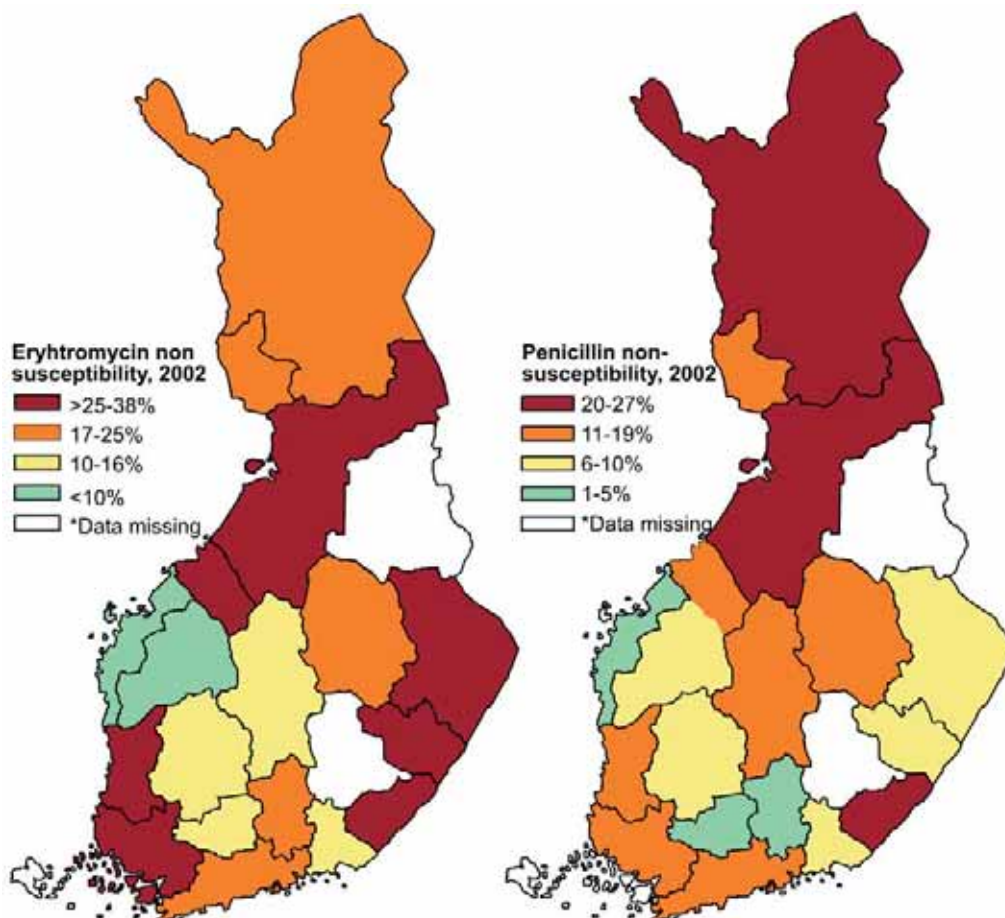 Eryhtromycin non
susceptibility, 2002
>25-38%
17-25%
10-16%
<10%
*Data missing
Penicillin non-
susceptibility, 2002
20-27%
11-19%
6-10%
1-5%
*Data missing